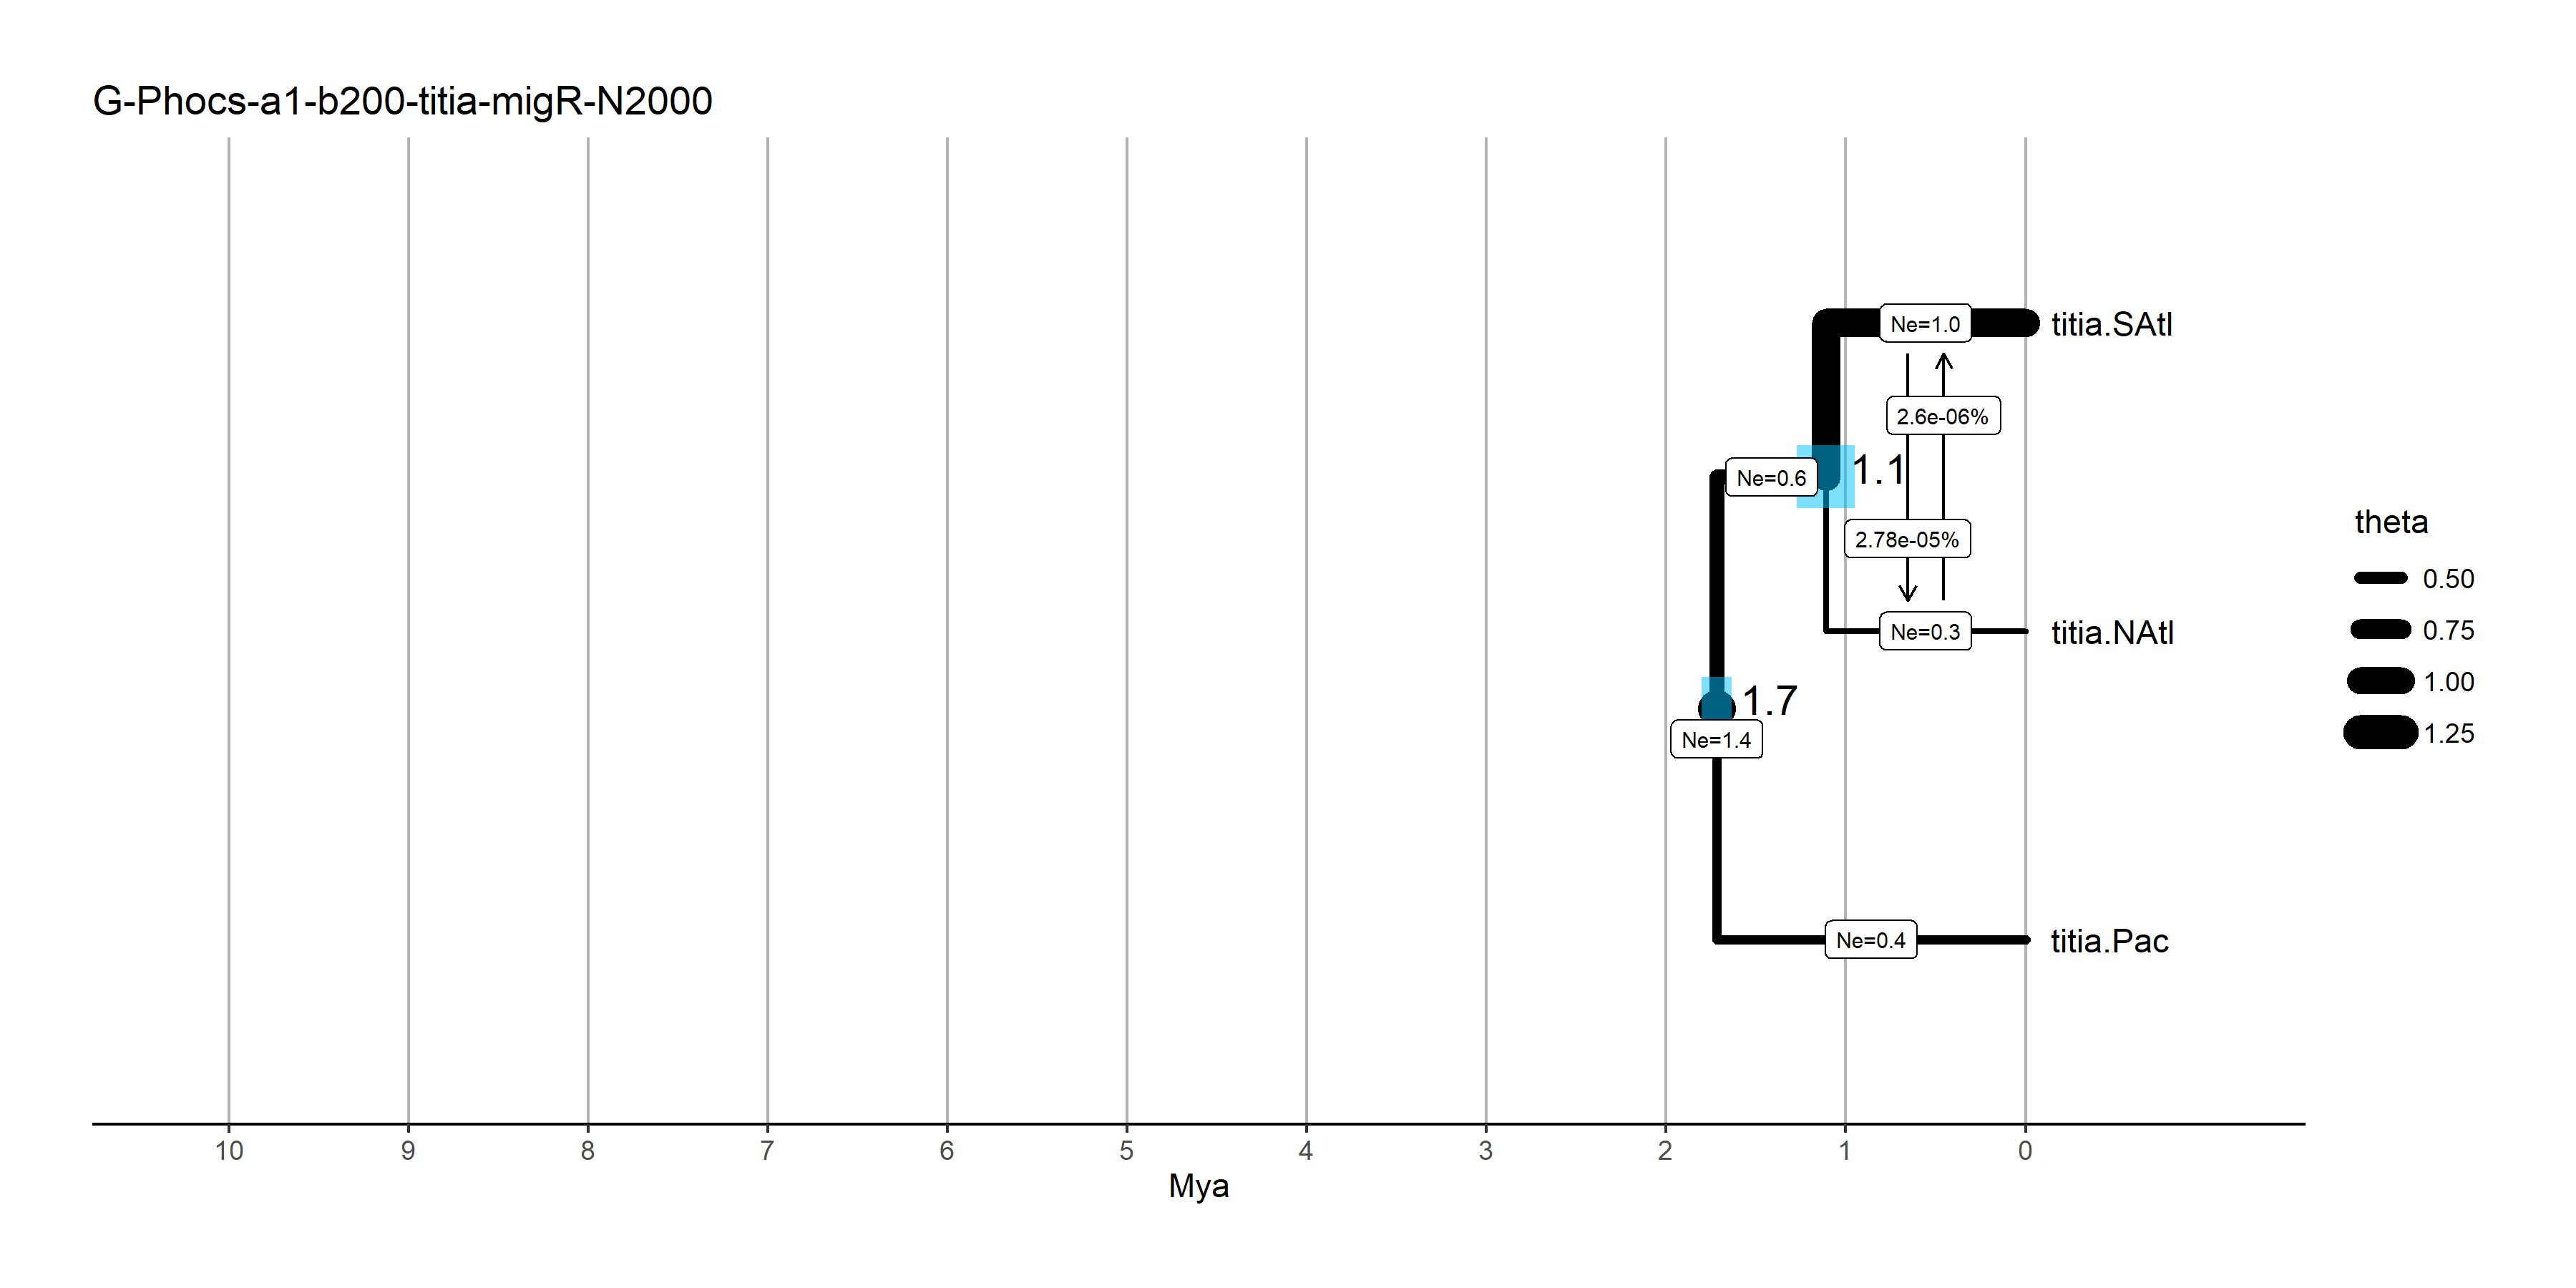 G-Phocs-a1-b200-titia-migR-N2000
Ne=1.0
titia.SAtl
2.6e-06%
Ne=0.6
1.1
2.78e-05%
Ne=0.3
titia.NAtl
1.7
Ne=1.4
Ne=0.4
titia.Pac
theta
0.50
0.75
1.00
1.25
10 9 8 7 6 5 4 3 2 1 0
Mya